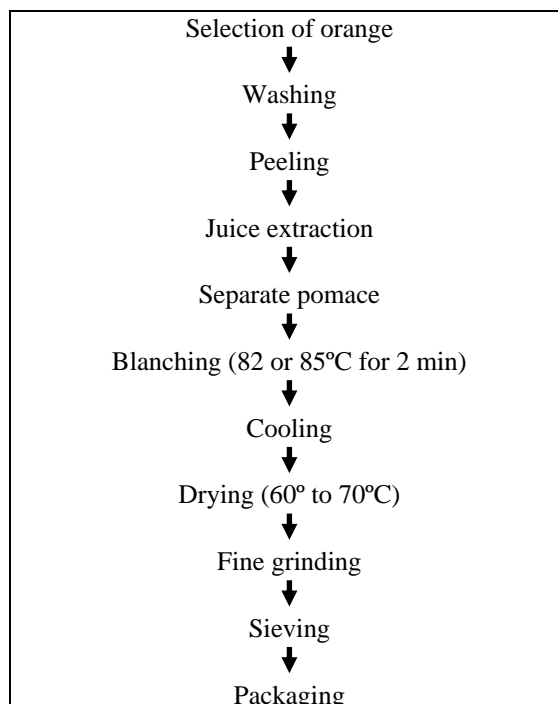 Selection of orange
Washing
Peeling
Juice extraction
Separate pomace
Blanching (82 or 85ºC for 2 min)
Cooling
Drying (60º to 70ºC)
Fine grinding
Sieving
Packaging